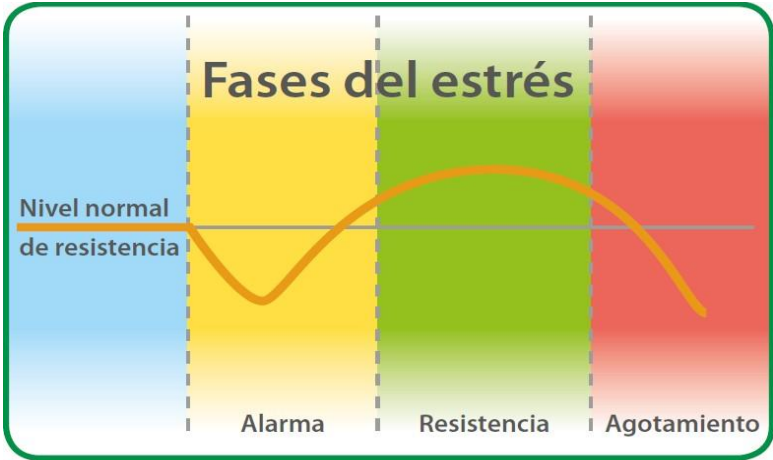 Fases del estrés
Nivel normal
de resistencia
Alarma
Resistencia
Agotamiento